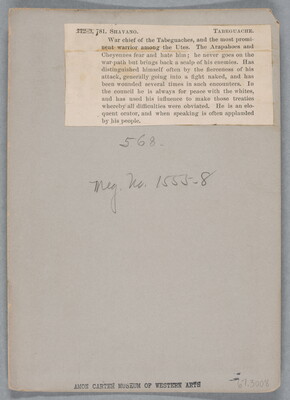 81. SHAVANO. TABEGUACHE.
War chief of the Tabeguaches, and the most promi-
nent warrior among the Utes. The Arapahoes and
Cheyennes fear and hate him; he never goes on the
war-path but brings back a scalp of his enemies. Has
distinguished himself often by the fierceness of his
attack, generally going into a fight naked, and has
been wounded several times in such encounters. In
the council he is always for peace with the whites,
and has used his influence to make those treaties
whereby all difficulties were obviated. He is an elo-
quent orator, and when speaking is often applauded
by his people.
568.
Neg. No. 1555-8
AMON CARTER MUSEUM OF WESTERN ARTS